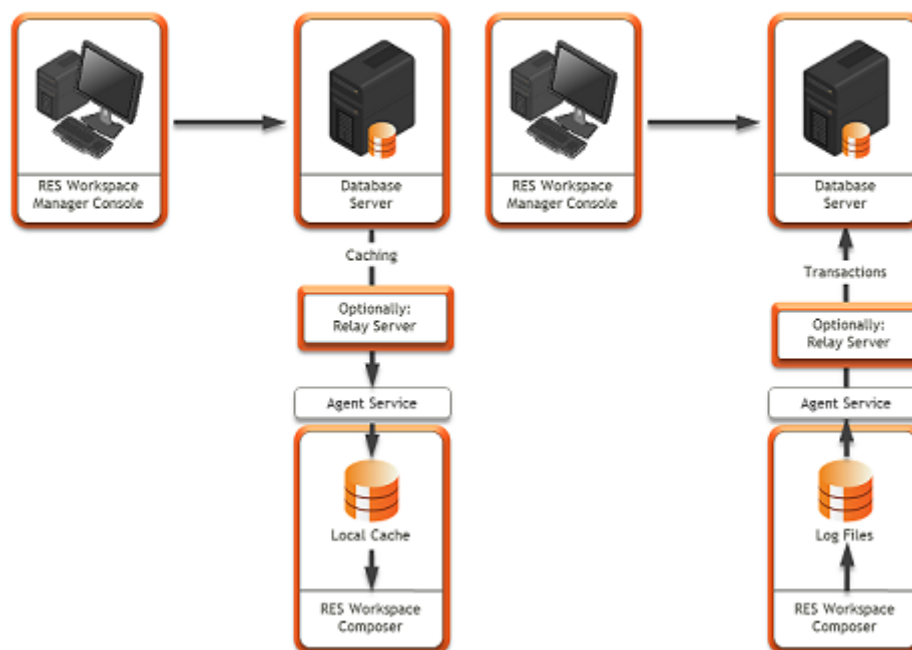 RES Workspace
Manager Console
Database
Server
RES Workspace
Manager Console
Database
Server
Caching
Transactions
Optionally:
Relay Server
Optionally:
Relay Server
Agent Service
Agent Service
Local Cache
Log Files
RES Workspace
Composer
RES Workspace
Composer